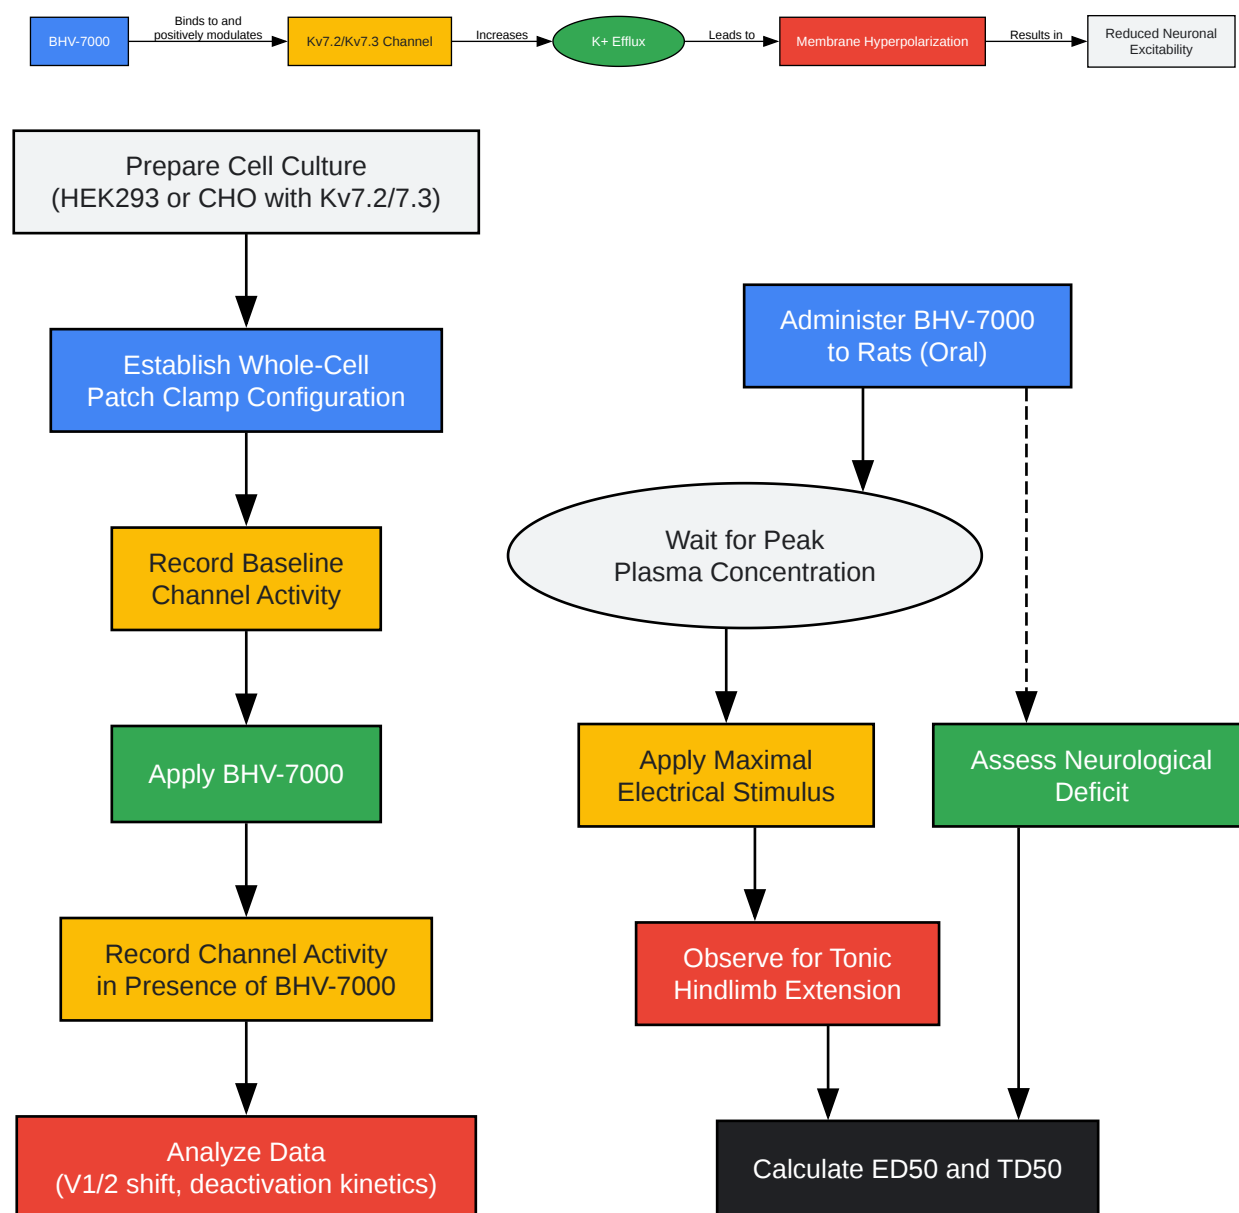 BHV-7000
Binds to and
positively modulates
Kv7.2/Kv7.3 Channel
Increases
K+ Efflux
Leads to
Membrane Hyperpolarization
Results in
Reduced Neuronal
Excitability
Prepare Cell Culture
(HEK293 or CHO with Kv7.2/7.3)
Establish Whole-Cell
Patch Clamp Configuration
Record Baseline
Channel Activity
Apply BHV-7000
Record Channel Activity
in Presence of BHV-7000
Analyze Data
(V1/2 shift, deactivation kinetics)
Administer BHV-7000
to Rats (Oral)
Wait for Peak
Plasma Concentration
Apply Maximal
Electrical Stimulus
Assess Neurological
Deficit
Observe for Tonic
Hindlimb Extension
Calculate ED50 and TD50